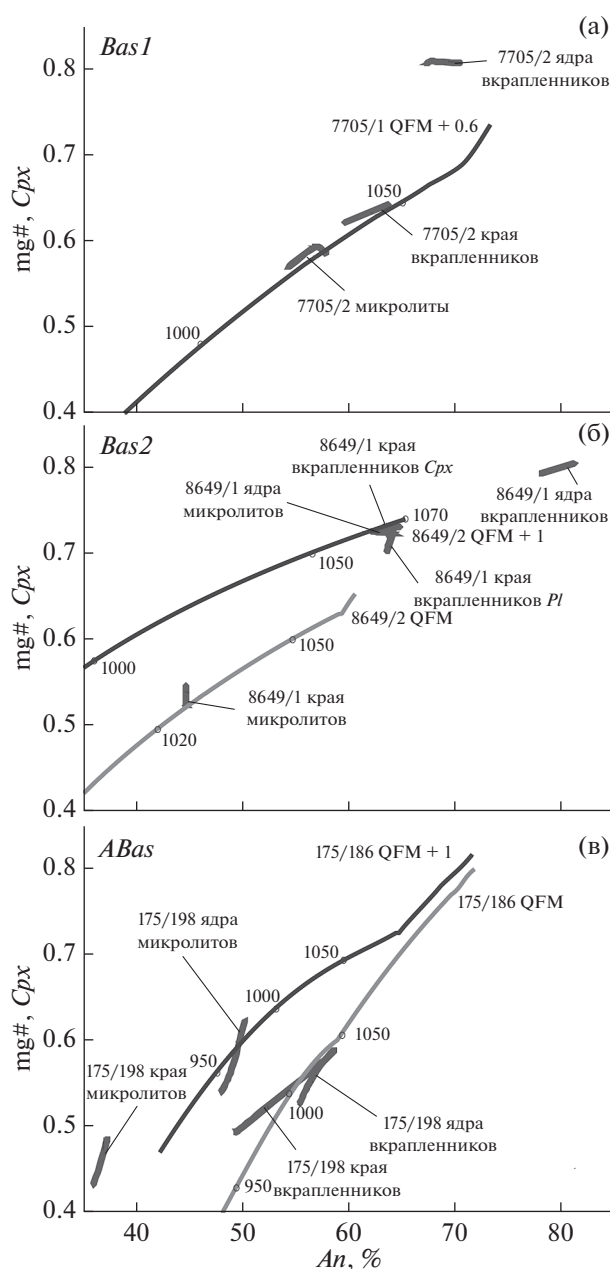 (а)
Bas1
0.8
7705/2 ядра
вкрапленников
7705/1 QFM + 0.6
0.7
1050
mg#, Cpx
0.6
7705/2 края
вкрапленников
7705/2 микролиты
0.5
1000
0.4
(б)
Bas2
8649/1 края
вкрапленников Cpx
0.8
8649/1 ядра
микролитов
8649/1 ядра
вкрапленников
1070
0.7
8649/2 QFM + 1
1050
8649/1 края
вкрапленников Pl
mg#, Cpx
8649/2 QFM
0.6
1000
1050
8649/1 края
микролитов
0.5
1020
0.4
(в)
ABas
175/186 QFM + 1
0.8
175/186 QFM
175/198 ядра
микролитов
0.7
1050
1000
mg#, Cpx
1050
0.6
950
175/198 края
микролитов
1000
175/198 ядра
вкрапленников
0.5
175/198 края
вкрапленников
950
0.4
40 50 60 70 80
An, %